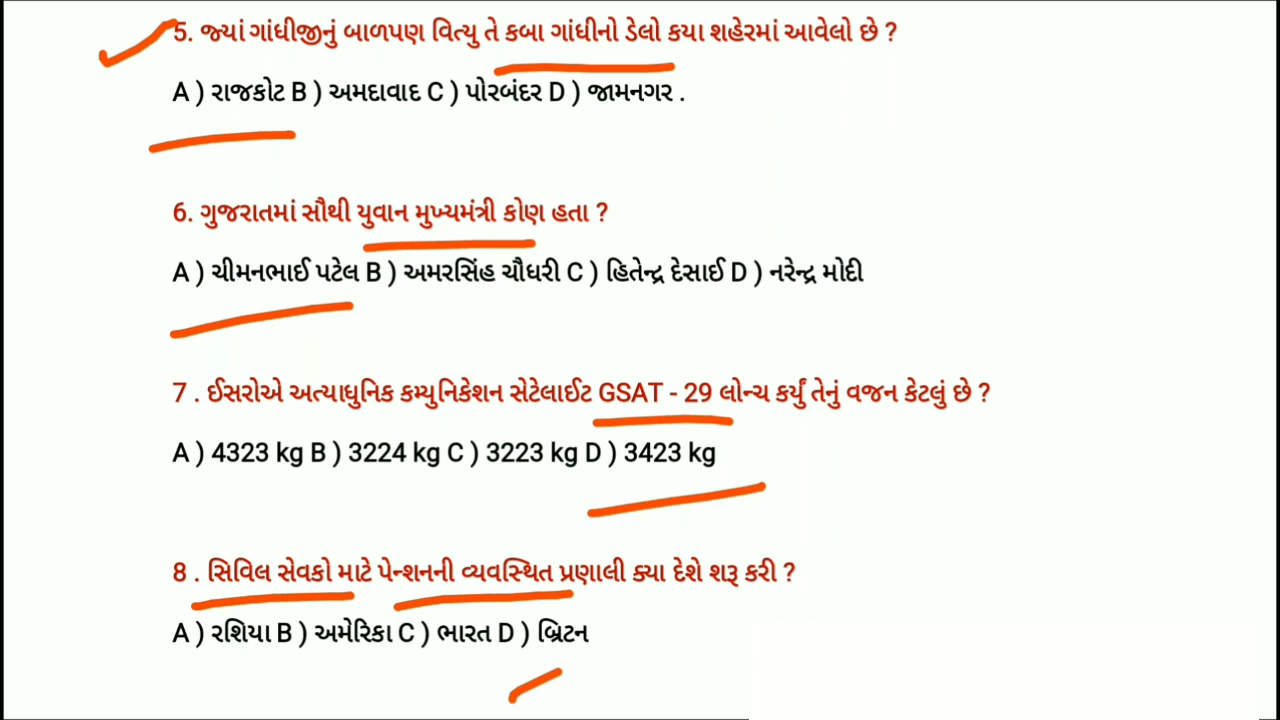 5. જ્યાં ગાંધીજીનું બાળપણ વિત્યુ તે કબા ગાંધીનો ડેલો કયા શહેરમાં આવેલો છે ?
A ) રાજકોટ B ) અમદાવાદ C ) પોરબંદર D ) જામનગર .
6. ગુજરાતમાં સૌથી યુવાન મુખ્યમંત્રી કોણ હતા ?
A ) ચીમનભાઈ પટેલ B ) અમરસિંહ ચૌધરી C ) હિતેન્દ્ર દેસાઈ D ) નરેન્દ્ર મોદી
7 . ઈસરોએ અત્યાધુનિક કમ્યુનિકેશન સેટેલાઈટ GSAT - 29 લોન્ચ કર્યું તેનું વજન કેટલું છે ?
A ) 4323 kg B ) 3224 kg C ) 3223 kg D ) 3423 kg
8 . સિવિલ સેવકો માટે પેન્શનની વ્યવસ્થિત પ્રણાલી ક્યા દેશે શરૂ કરી ?
A ) રશિયા B ) અમેરિકા C ) ભારત D ) બ્રિટન